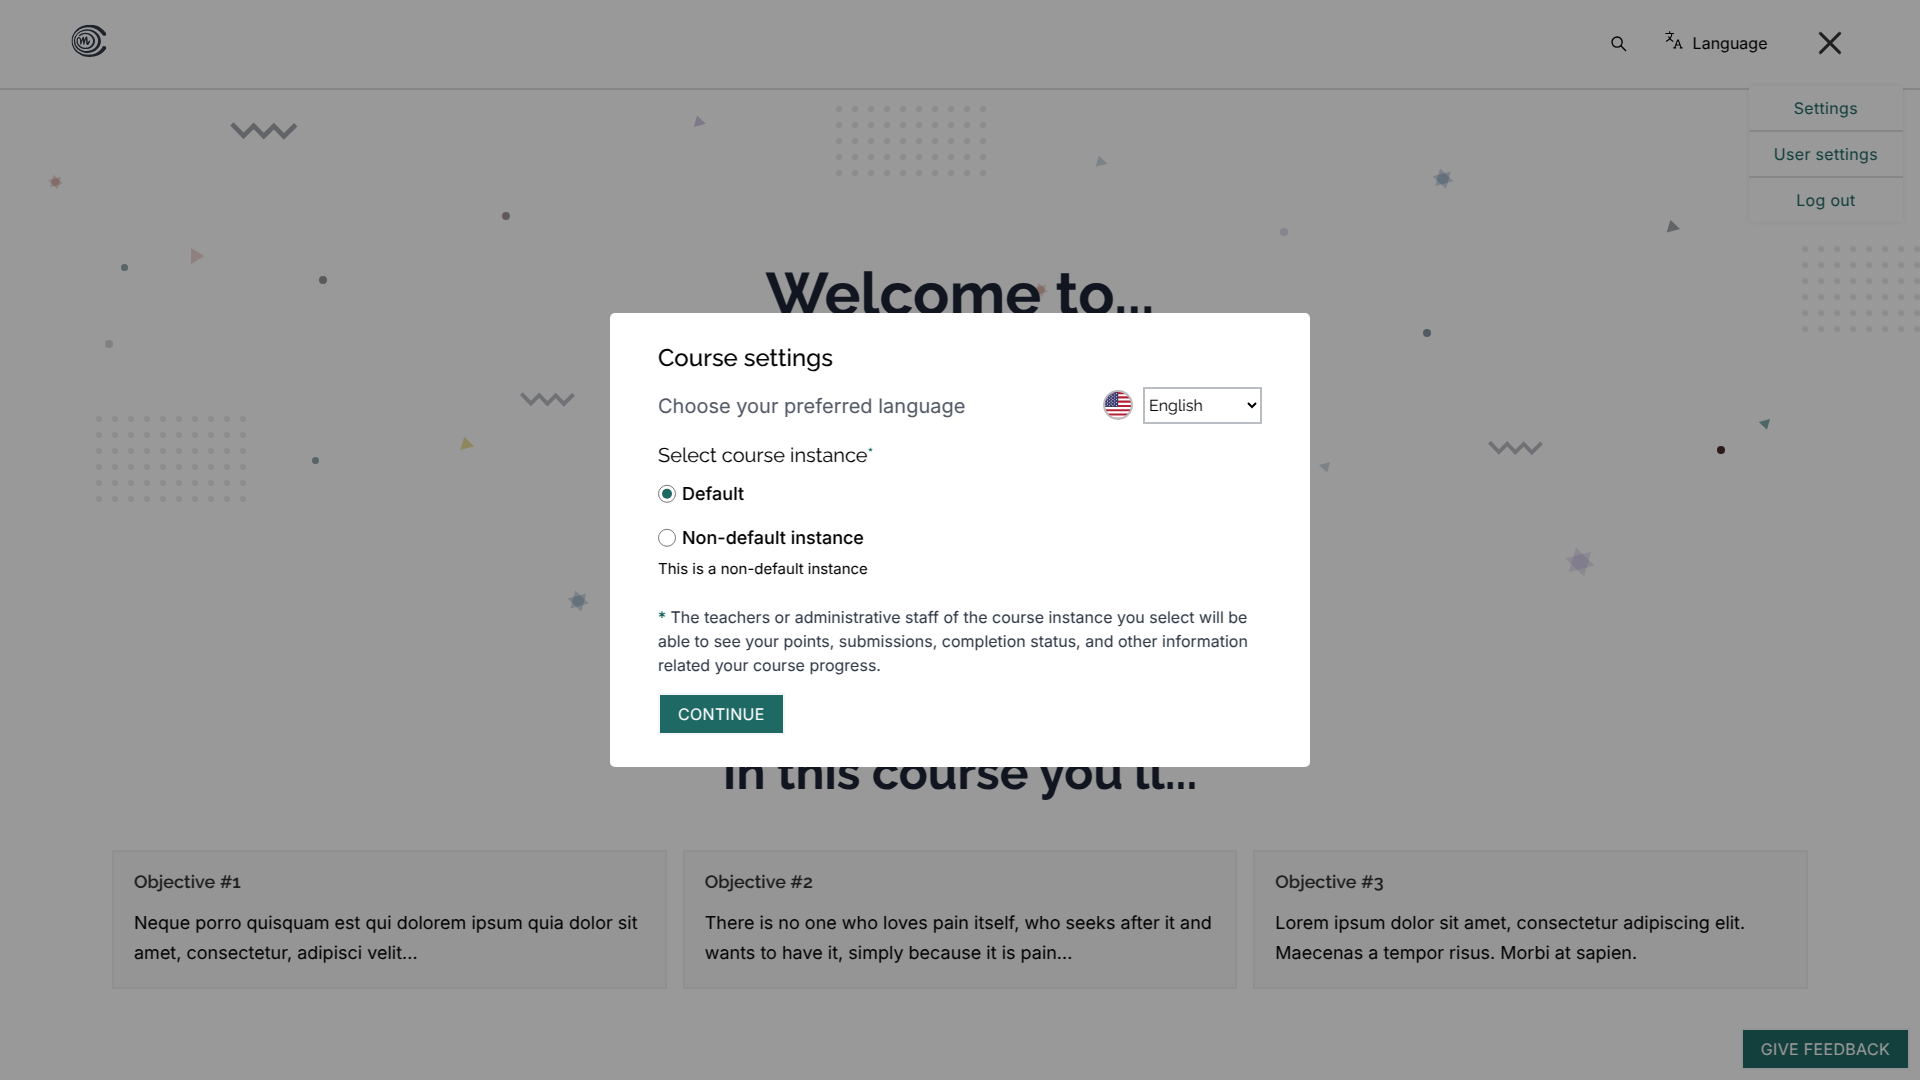 Language
Settings
User settings
Log out
Welcome to...
Course settings
Choose your preferred language
English
Select course instance*
Default
Non-default instance
This is a non-default instance
* The teachers or administrative staff of the course instance you select will be
able to see your points, submissions, completion status, and other information
related your course progress.
CONTINUE
In this course you'll...
Objective #1
Neque porro quisquam est qui dolorem ipsum quia dolor sit
amet, consectetur, adipisci velit...
Objective #2
There is no one who loves pain itself, who seeks after it and
wants to have it, simply because it is pain...
Objective #3
Lorem ipsum dolor sit amet, consectetur adipiscing elit.
Maecenas a tempor risus. Morbi at sapien.
GIVE FEEDBACK